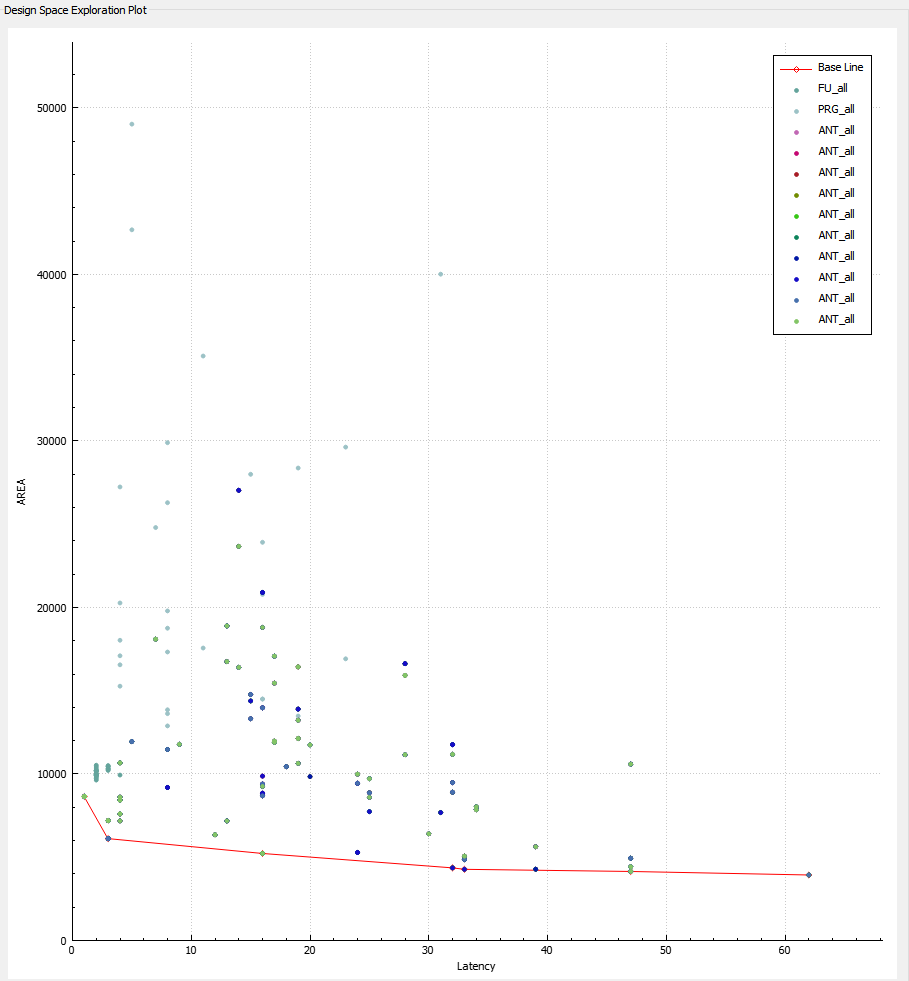 Design Space Exploration Plot
Base Line
FU_all
PRG_all
ANT_all
ANT_all
ANT_all
ANT_all
ANT_all
ANT_all
ANT_all
ANT_all
ANT_all
ANT_all
50000
40000
30000
20000
10000
0
AREA
0 10 20 30 40 50 60
Latency